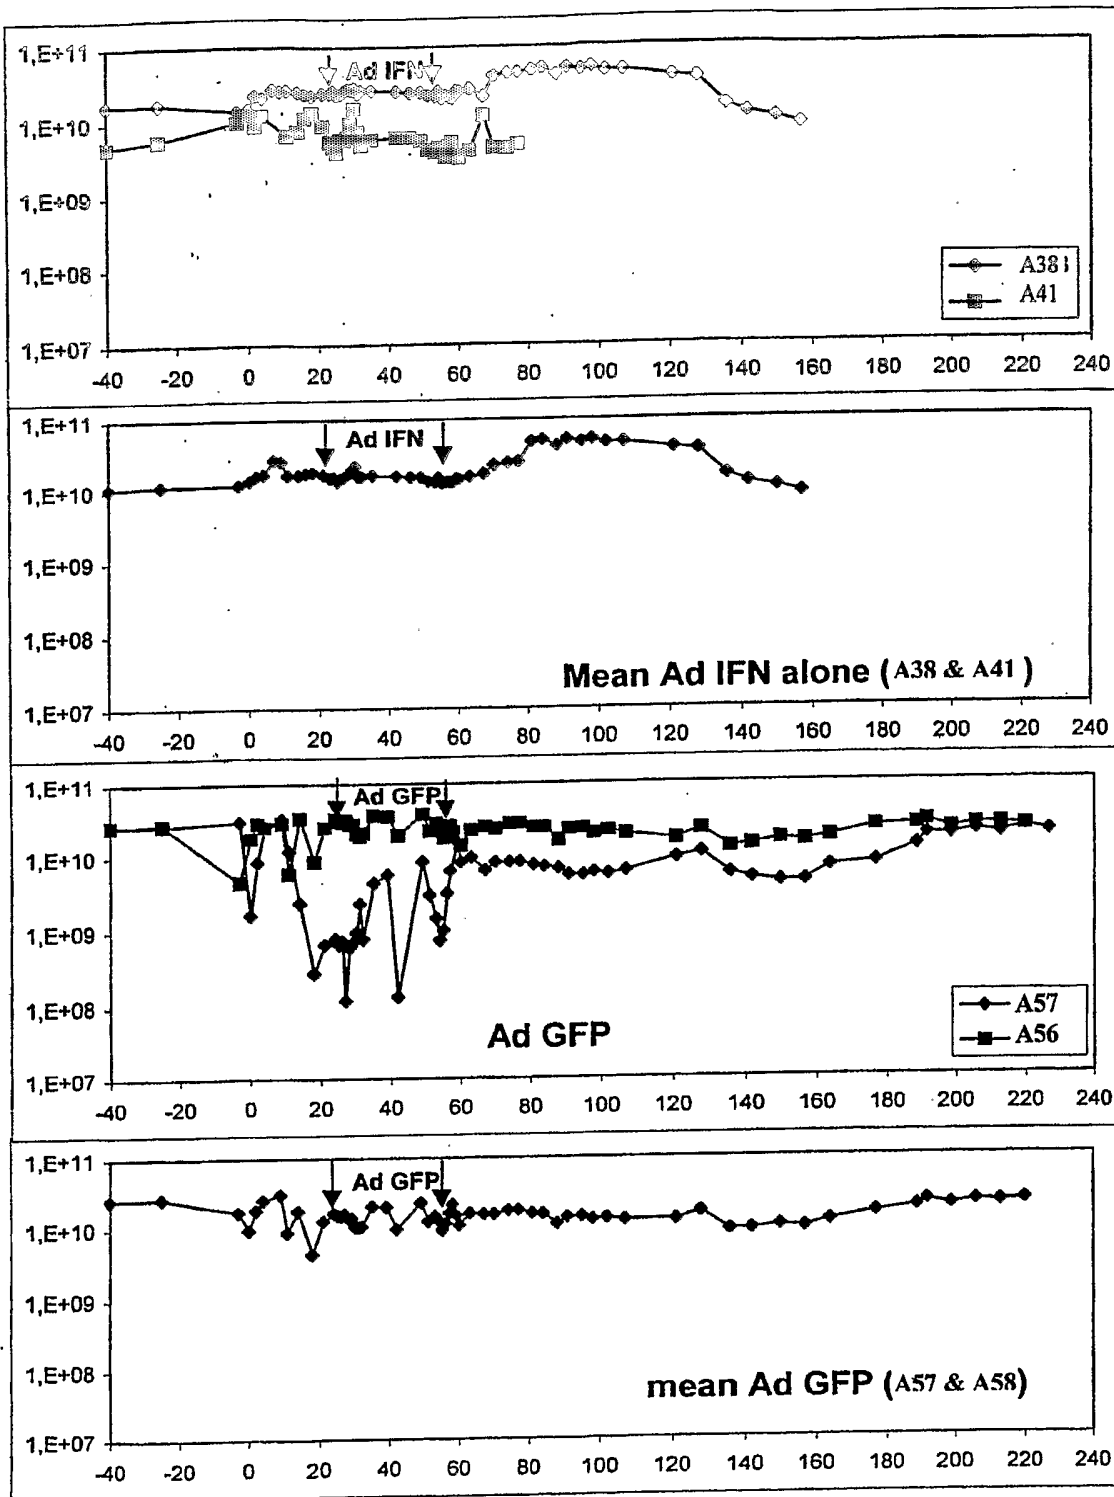 1,E+11
Ad IFN
1,E+10
1,E+09
1,E+08
A38
A41
1,E+07
-40 -20 0 20 40 60 80 100 120 140 160 180 200 220 240
1,E+11
Ad IFN
1,E+10
1,E+09
1,E+08
Mean Ad IFN alone (A38 & A41)
1,E+07
-40 -20 0 20 40 60 80 100 120 140 160 180 200 220 240
1,E+11
Ad GFP
1,E+10
1,E+09
1,E+08
A57
A56
Ad GFP
1,E+07
-40 -20 0 20 40 60 80 100 120 140 160 180 200 220
1,E+11
Ad GFP
1,E+10
1,E+09
1,E+08
mean Ad GFP (A57 & A58)
1,E+07
-40 -20 0 20 40 60 80 100 120 140 160 180 200 220 240